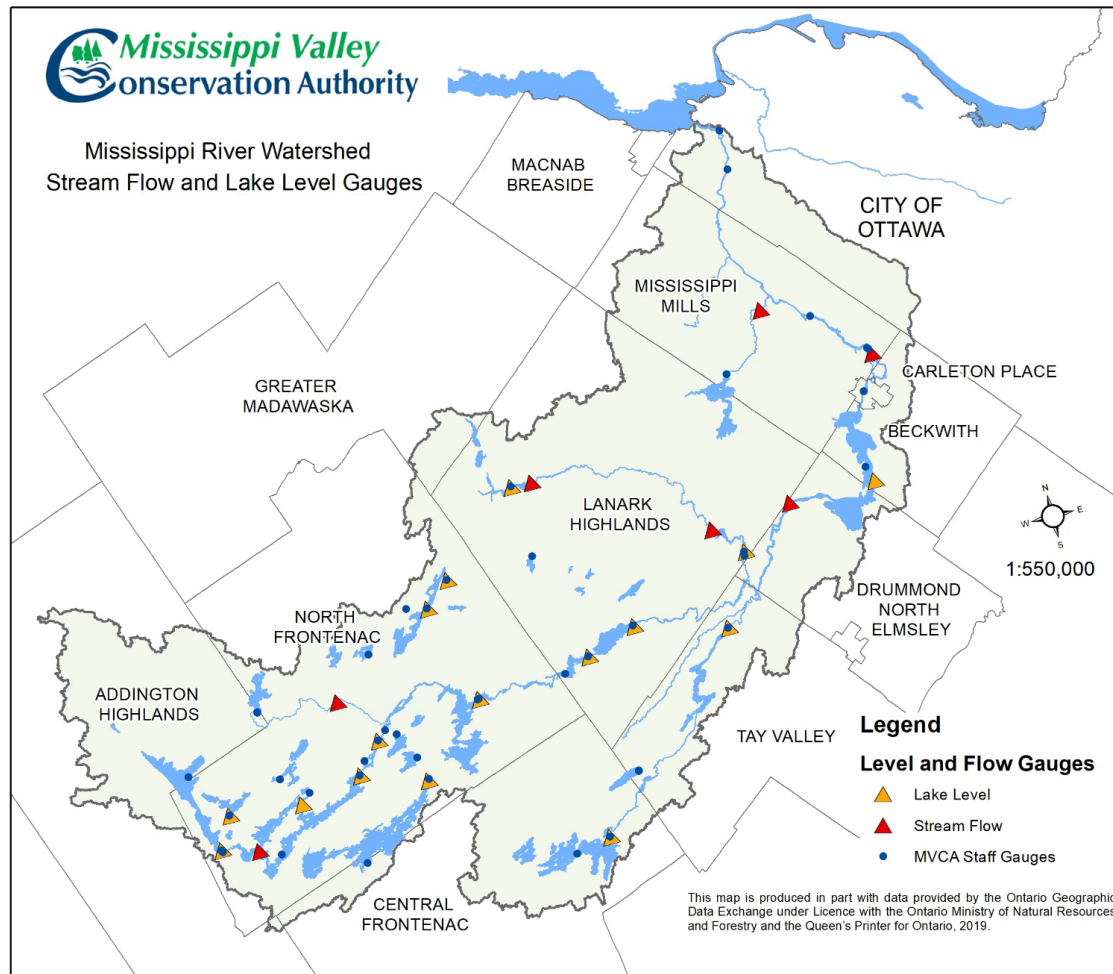 Mississippi Valley
Conservation Authority
Mississippi River Watershed
Stream Flow and Lake Level Gauges
MACNAB
BREASIDE
CITY OF
OTTAWA
MISSISSIPPI
MILLS
CARLETON PLACE
GREATER
MADAWASKA
BECKWITH
LANARK
HIGHLANDS
N
W
E
S
1:550,000
DRUMMOND
NORTH
ELMSLEY
NORTH
FRONTENAC
ADDINGTON
HIGHLANDS
TAY VALLEY
CENTRAL
FRONTENAC
Legend
Level and Flow Gauges
Lake Level
Stream Flow
MVCA Staff Gauges
This map is produced in part with data provided by the Ontario Geographic
Data Exchange under Licence with the Ontario Ministry of Natural Resources
and Forestry and the Queen's Printer for Ontario, 2019.